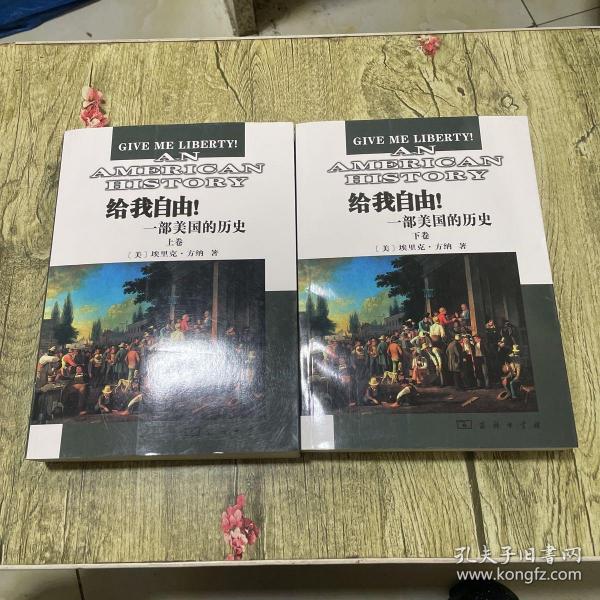 GIVE ME LIBERTY!
AN
AMERICAN
HISTORY
给我自由!
一部美国的历史
上卷
〔美〕埃里克·方纳 著
GIVE ME LIBERTY!
AN
AMERICAN
HISTORY
给我自由!
一部美国的历史
下卷
〔美〕埃里克·方纳 著
商务印书馆
孔夫子旧书网
www.kongfz.com